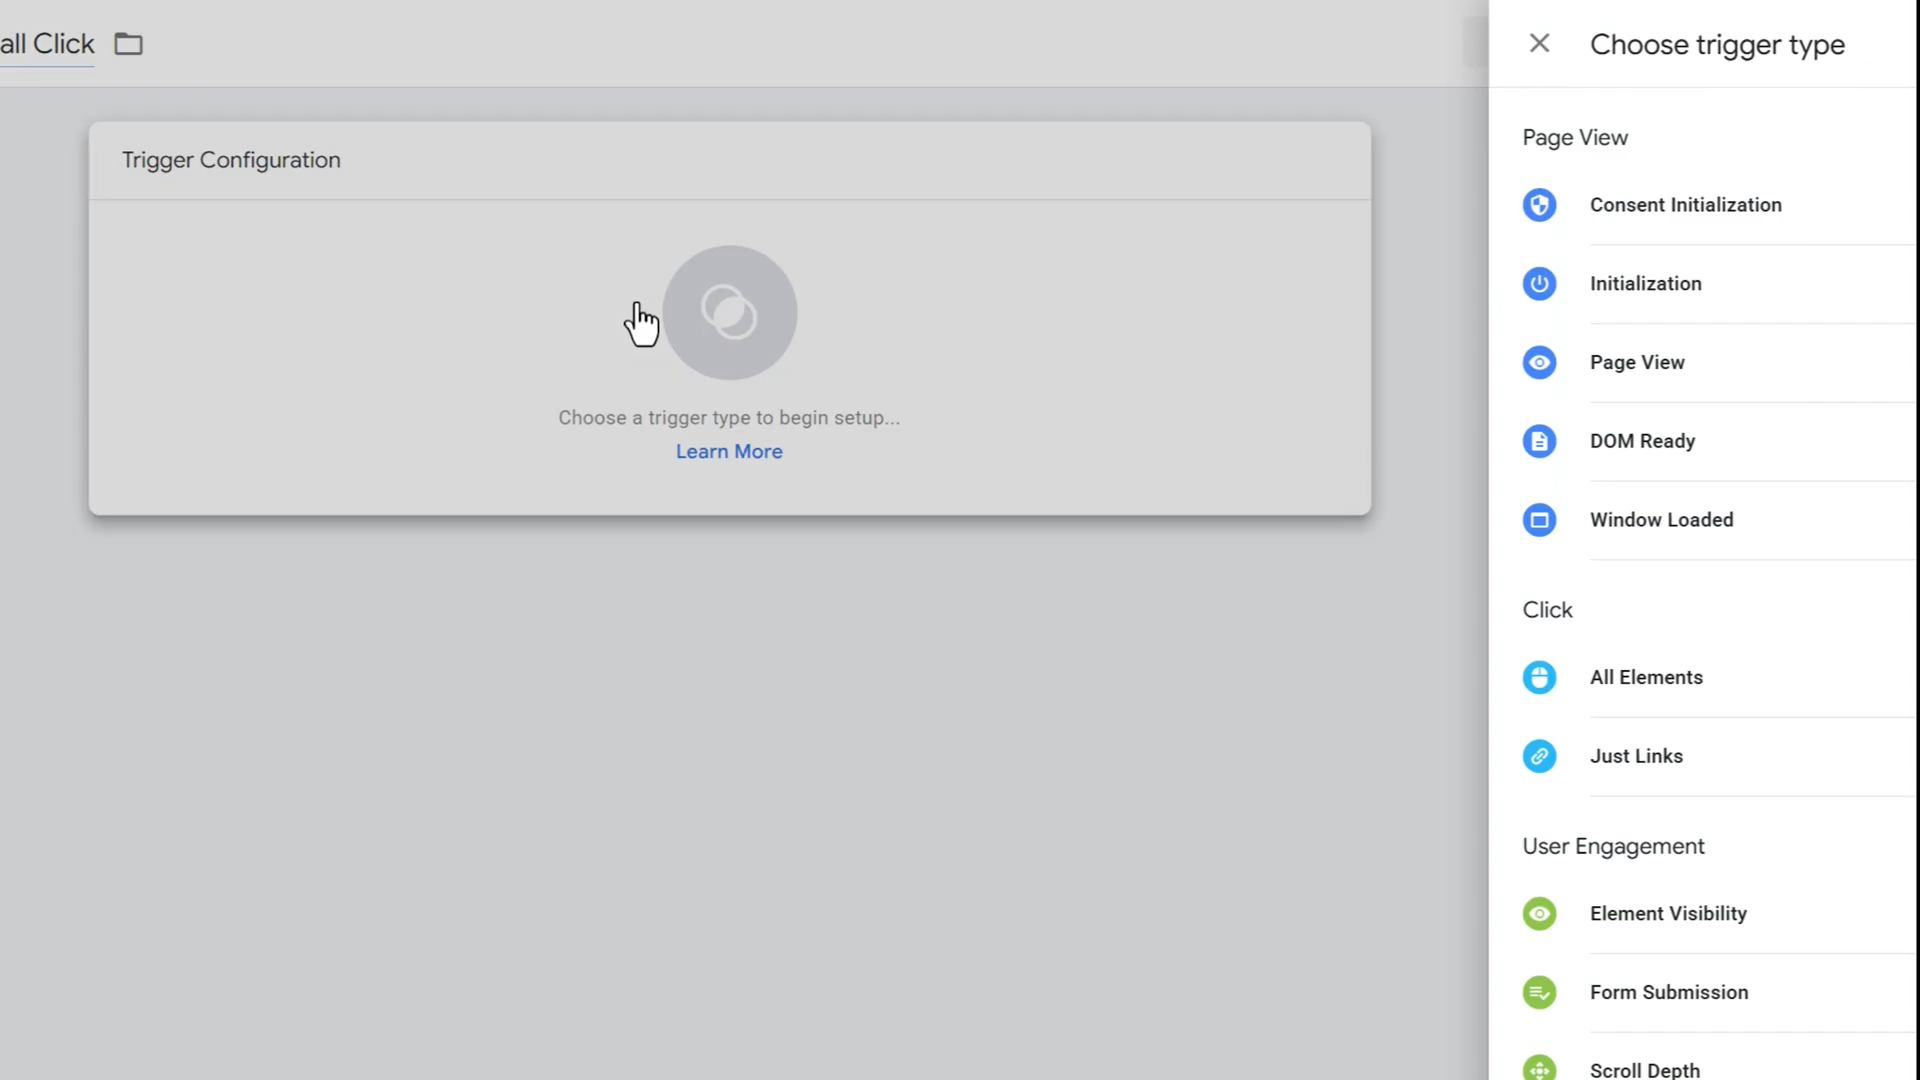 all Click
Trigger Configuration
Choose a trigger type to begin setup...
Learn More
Choose trigger type
Page View
Consent Initialization
Initialization
Page View
DOM Ready
Window Loaded
Click
All Elements
Just Links
User Engagement
Element Visibility
Form Submission
Scroll Depth